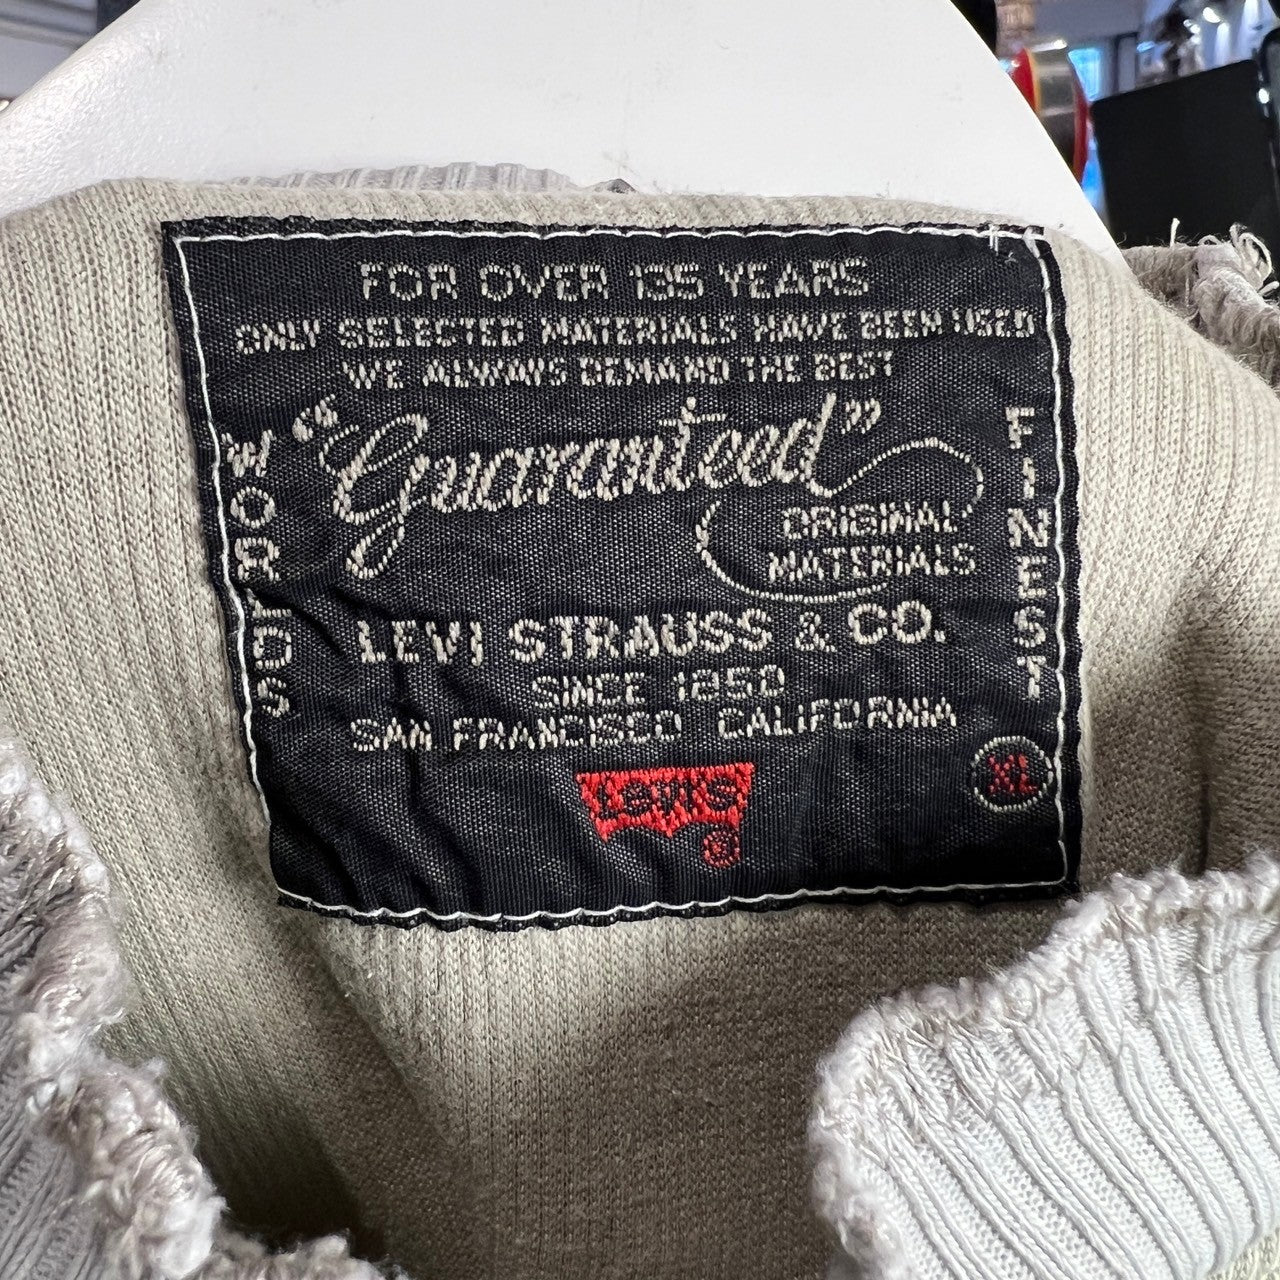 FOR OVER 135 YEARS
ONLY SELECTED MATERIALS HAVE BEEN USED
WE ALWAYS DEMAND THE BEST
"Guaranteed"
ORIGINAL
MATERIALS
WORLDS
FINEST
LEVI STRAUSS & CO.
SINCE 1850
SAN FRANCISCO CALIFORNIA
Levi's ®
XL